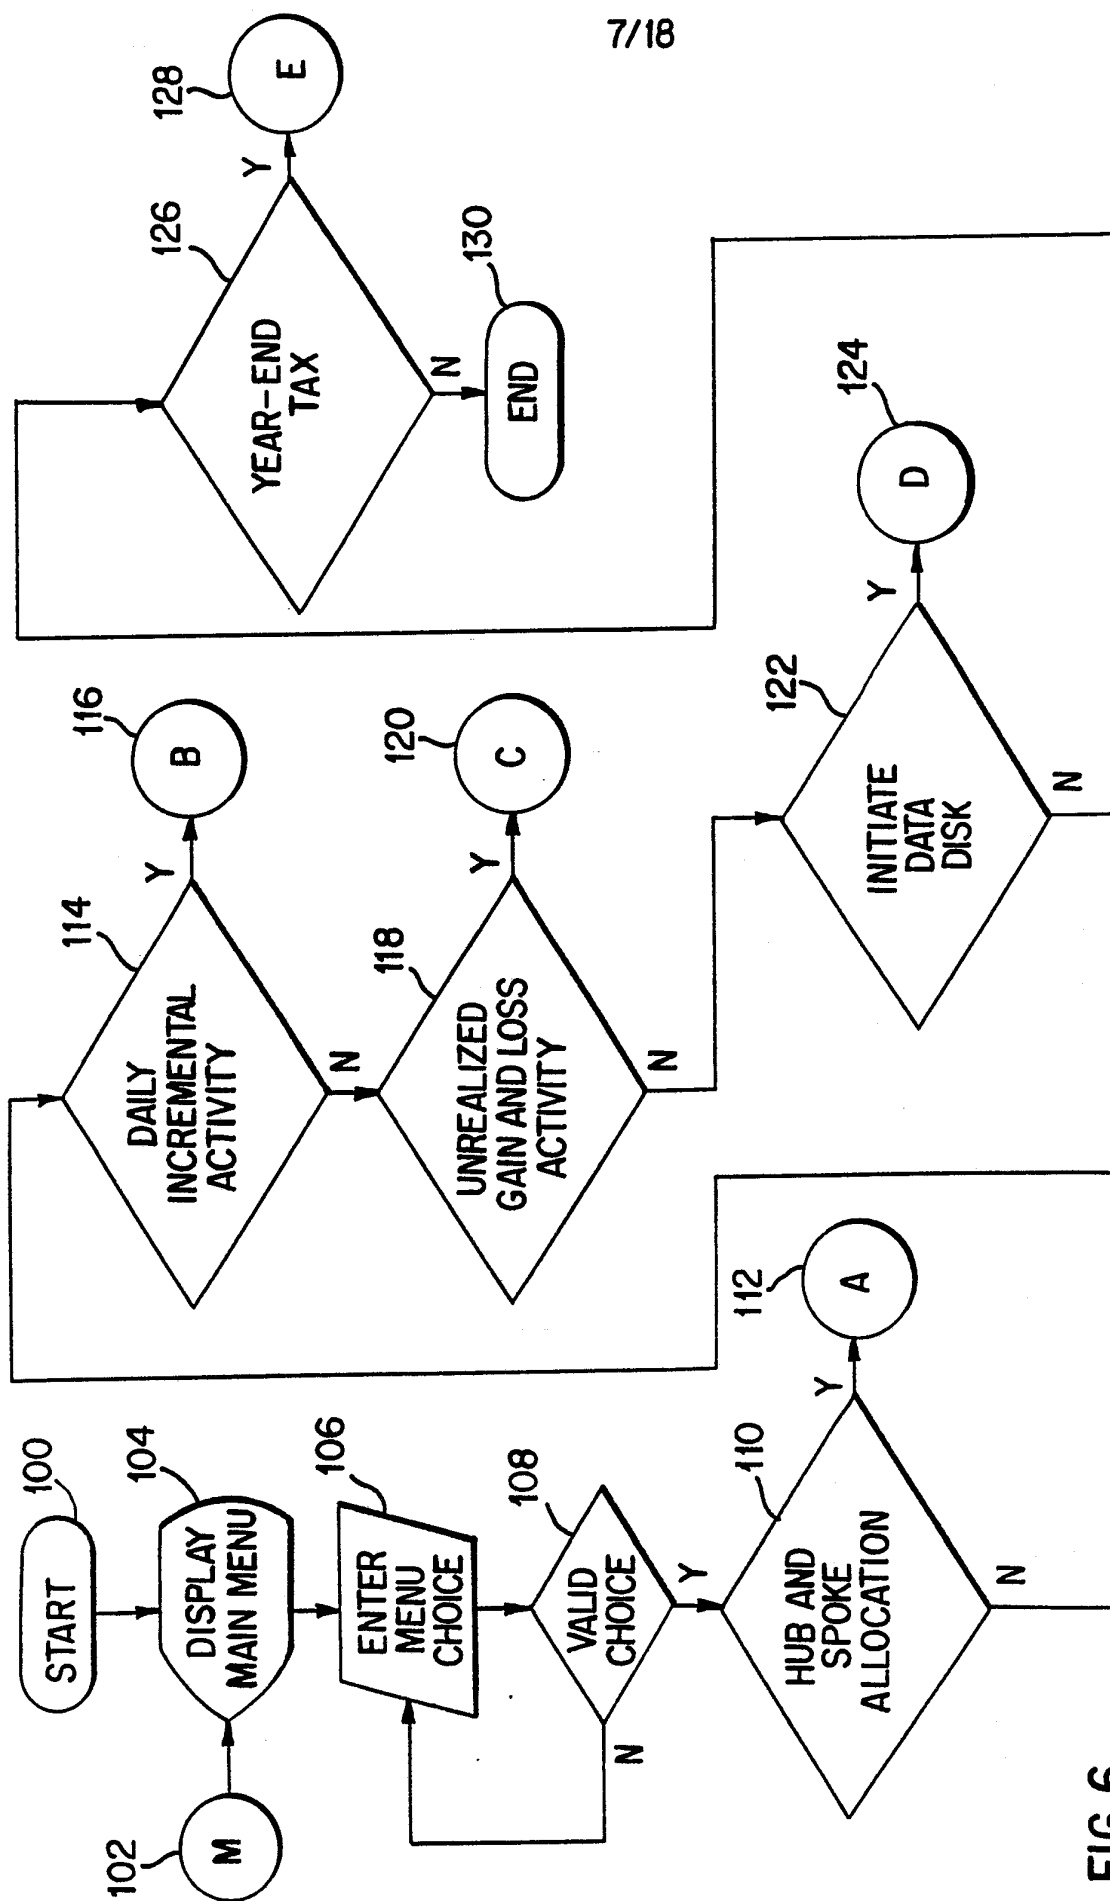 7/18
START
100
M
102
DISPLAY
MAIN MENU
104
ENTER
MENU
CHOICE
106
VALID
CHOICE
108
N
Y
HUB AND
SPOKE
ALLOCATION
110
Y
A
112
N
DAILY
INCREMENTAL
ACTIVITY
114
Y
B
116
N
UNREALIZED
GAIN AND LOSS
ACTIVITY
118
Y
C
120
N
INITIATE
DATA
DISK
122
Y
D
124
N
YEAR-END
TAX
126
Y
E
128
N
END
130
FIG. 6